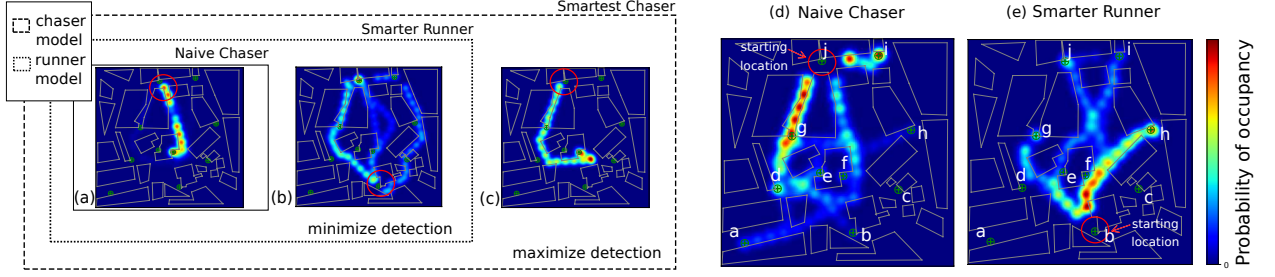 Smartest Chaser
chaser
model
runner
model
Smarter Runner
Naive Chaser
(a)
(b)
(c)
minimize detection
maximize detection
(d) Naive Chaser
starting
location
j
i
g
h
f
d
e
c
a
b
(e) Smarter Runner
j
i
g
h
f
d
e
c
a
b
starting
location
Probability of occupancy
0